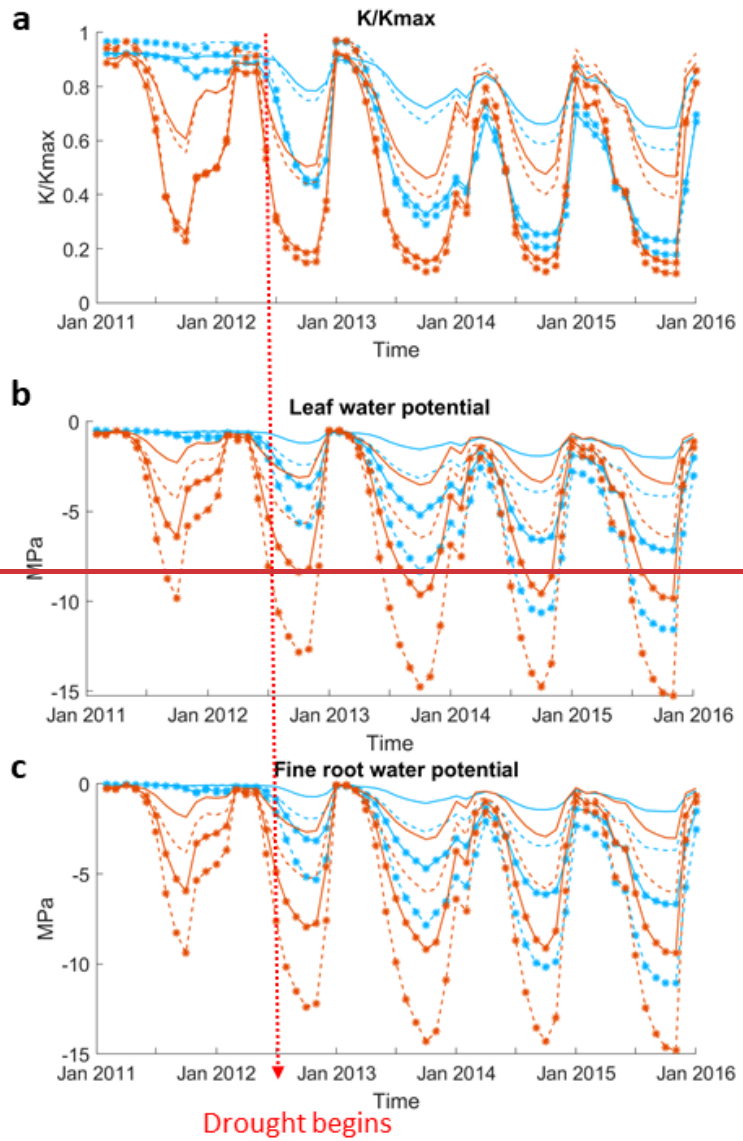 a
K/Kmax
1
0.8
0.6
0.4
0.2
0
K/Kmax
Jan 2011 Jan 2012 Jan 2013 Jan 2014 Jan 2015 Jan 2016
Time
b
Leaf water potential
0
-5
-10
-15
MPa
Jan 2011 Jan 2012 Jan 2013 Jan 2014 Jan 2015 Jan 2016
Time
c
Fine root water potential
0
-5
-10
-15
MPa
Jan 2011 Jan 2012 Jan 2013 Jan 2014 Jan 2015 Jan 2016
Time
Drought begins